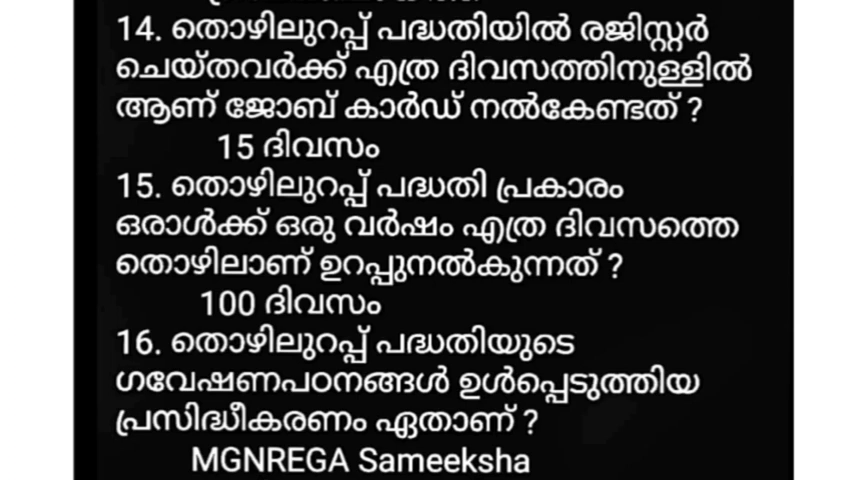 14. തൊഴിലുറപ്പ് പദ്ധതിയിൽ രജിസ്റ്റർ
ചെയ്തവർക്ക് എത്ര ദിവസത്തിനുള്ളിൽ
ആണ് ജോബ് കാർഡ് നൽകേണ്ടത് ?
15 ദിവസം
15. തൊഴിലുറപ്പ് പദ്ധതി പ്രകാരം
ഒരാൾക്ക് ഒരു വർഷം എത്ര ദിവസത്തെ
തൊഴിലാണ് ഉറപ്പുനൽകുന്നത് ?
100 ദിവസം
16. തൊഴിലുറപ്പ് പദ്ധതിയുടെ
ഗവേഷണപഠനങ്ങൾ ഉൾപ്പെടുത്തിയ
പ്രസിദ്ധീകരണം ഏതാണ് ?
MGNREGA Sameeksha